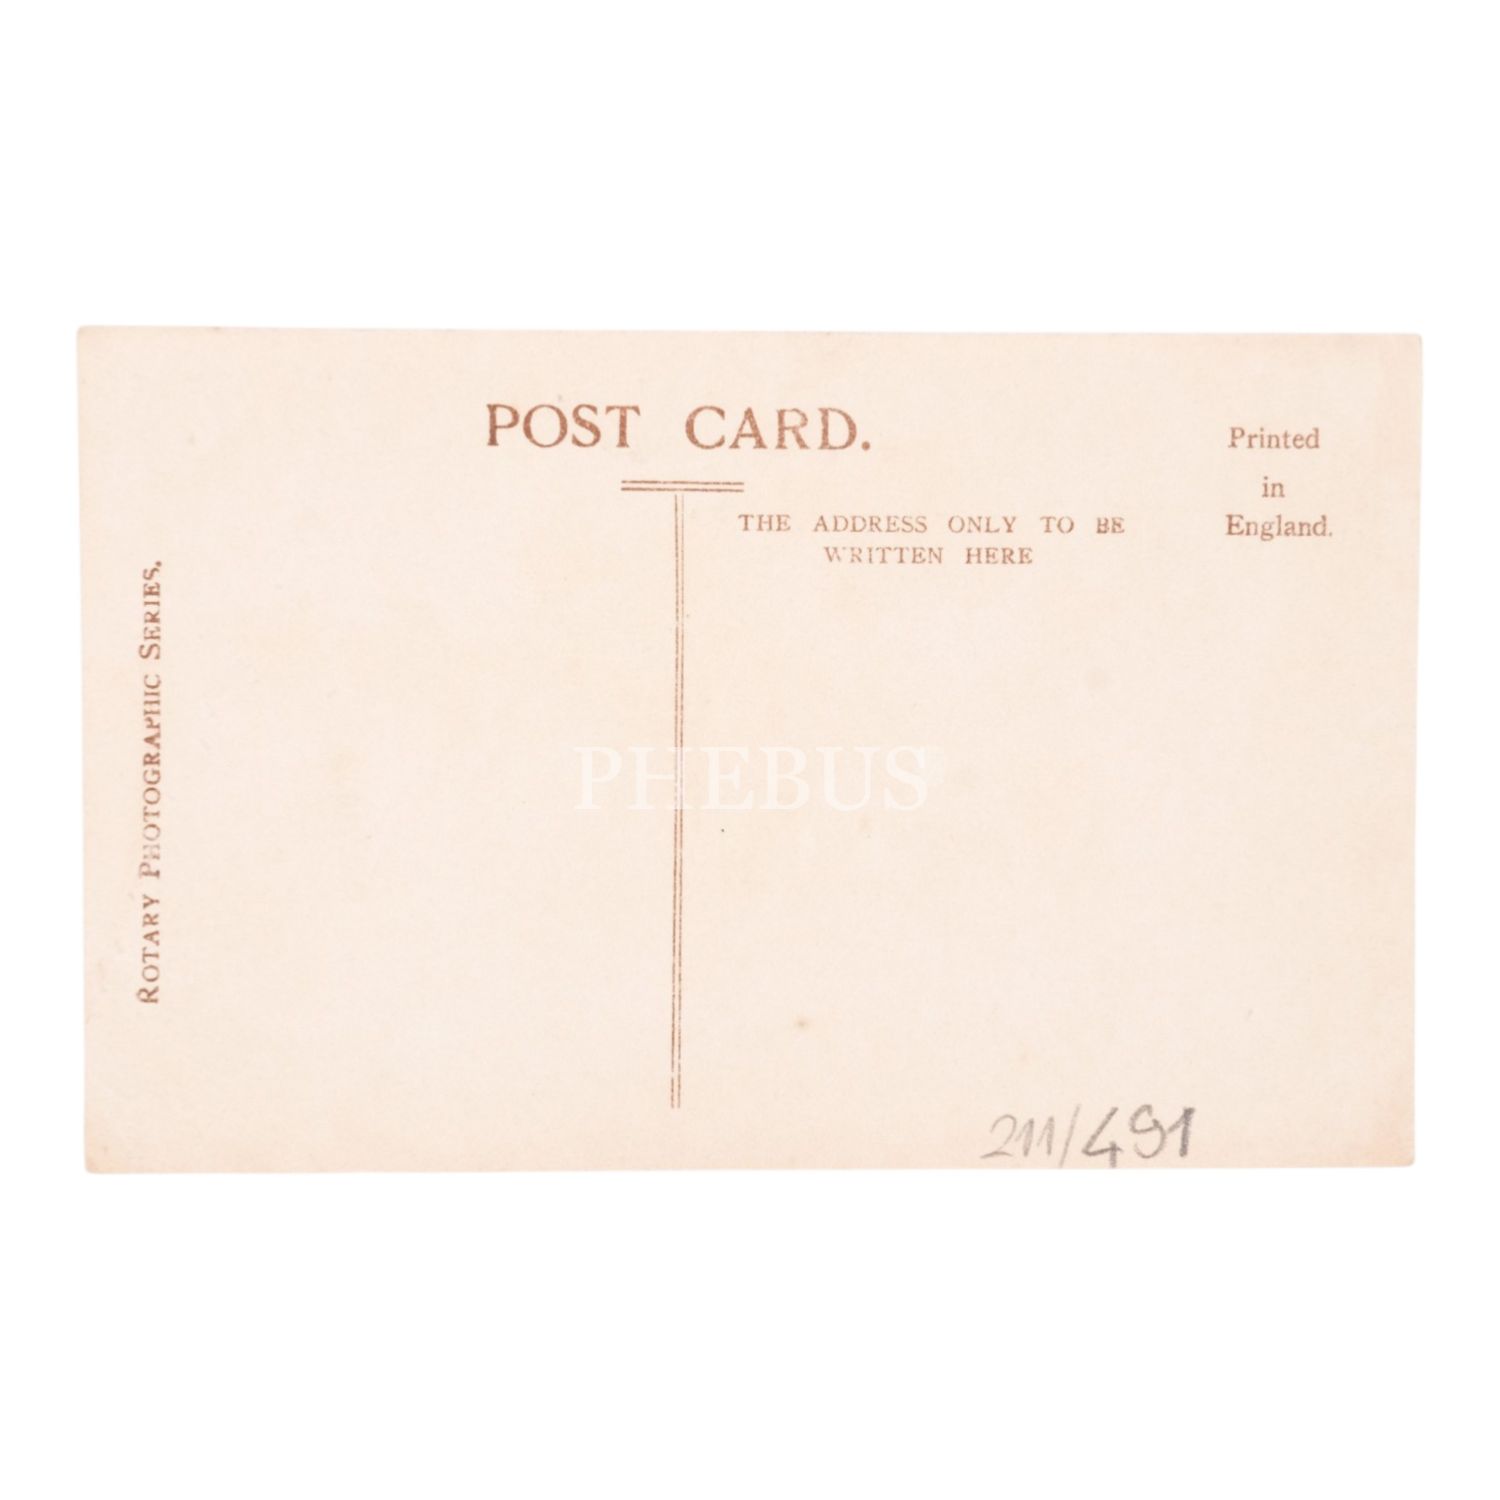 POST CARD.
Printed
in
England.
THE ADDRESS ONLY TO BE
WRITTEN HERE
ROTARY PHOTOGRAPHIC SERIES.
PHEBUS
211/491